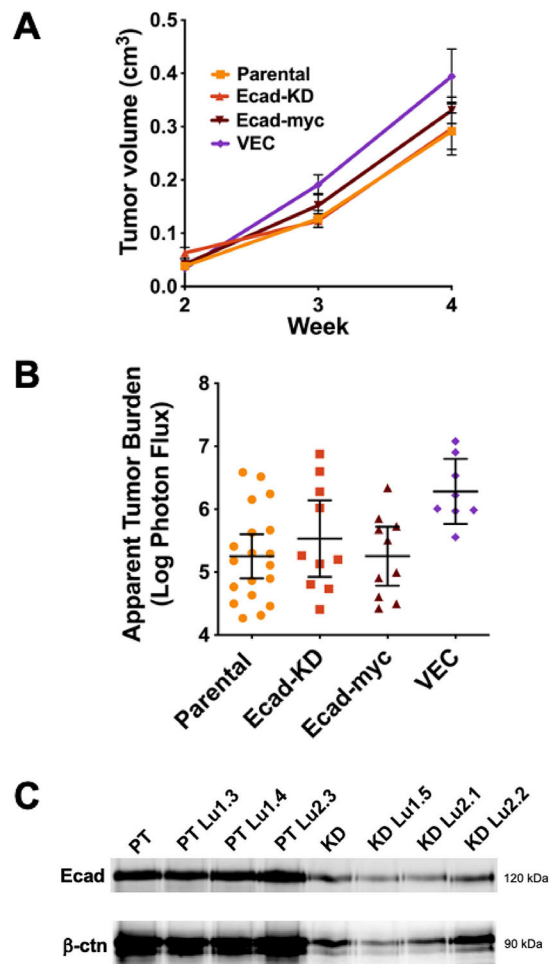 A
Tumor volume (cm³)
0.5
0.4
0.3
0.2
0.1
0.0
Parental
Ecad-KD
Ecad-myc
VEC
2
3
4
Week
B
Apparent Tumor Burden
(Log Photon Flux)
8
7
6
5
4
Parental
Ecad-KD
Ecad-myc
VEC
C
PT
PT Lu1.3
PT Lu1.4
PT Lu2.3
KD
KD Lu1.5
KD Lu2.1
KD Lu2.2
Ecad
120 kDa
β-ctn
90 kDa